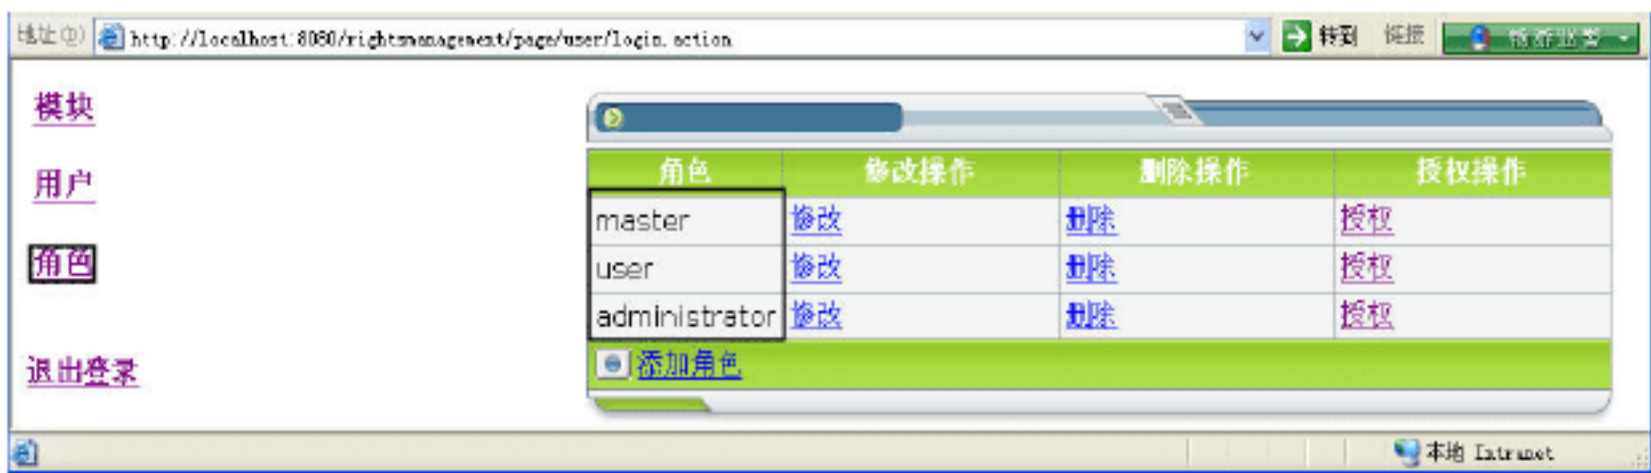 地址(D) http://localhost:8080/rightsmanagement/page/user/login.action 转到 链接
模块
用户
角色
退出登录
角色 修改操作 删除操作 授权操作
master 修改 删除 授权
user 修改 删除 授权
administrator 修改 删除 授权
添加角色
本地 Intranet